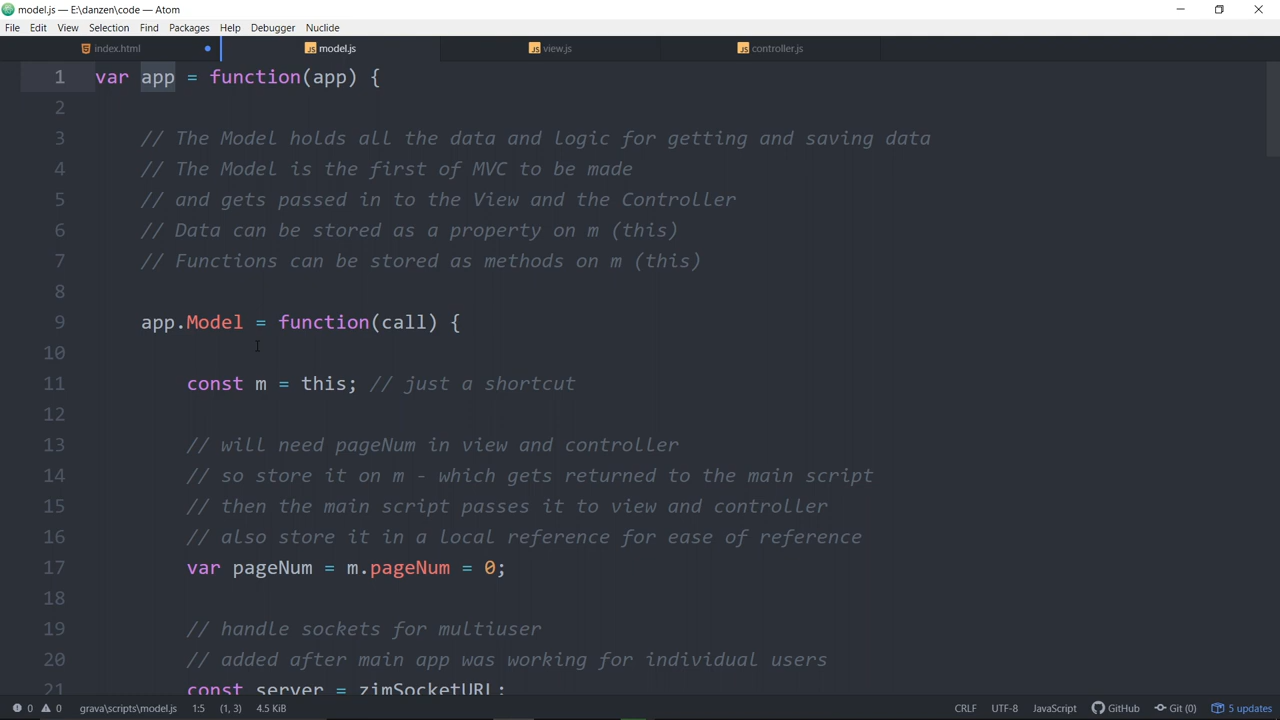 model.js — E:\danzen\code — Atom
File Edit View Selection Find Packages Help Debugger Nuclide
index.html model.js view.js controller.js
1 var app = function(app) {
2
3 // The Model holds all the data and logic for getting and saving data
4 // The Model is the first of MVC to be made
5 // and gets passed in to the View and the Controller
6 // Data can be stored as a property on m (this)
7 // Functions can be stored as methods on m (this)
8
9 app.Model = function(call) {
10
11 const m = this; // just a shortcut
12
13 // will need pageNum in view and controller
14 // so store it on m - which gets returned to the main script
15 // then the main script passes it to view and controller
16 // also store it in a local reference for ease of reference
17 var pageNum = m.pageNum = 0;
18
19 // handle sockets for multiuser
20 // added after main app was working for individual users
21 const server = zimSocketURL;
0 0 grava\scripts\model.js 1:5 (1, 3) 4.5 KiB CRLF UTF-8 JavaScript GitHub Git (0) 5 updates